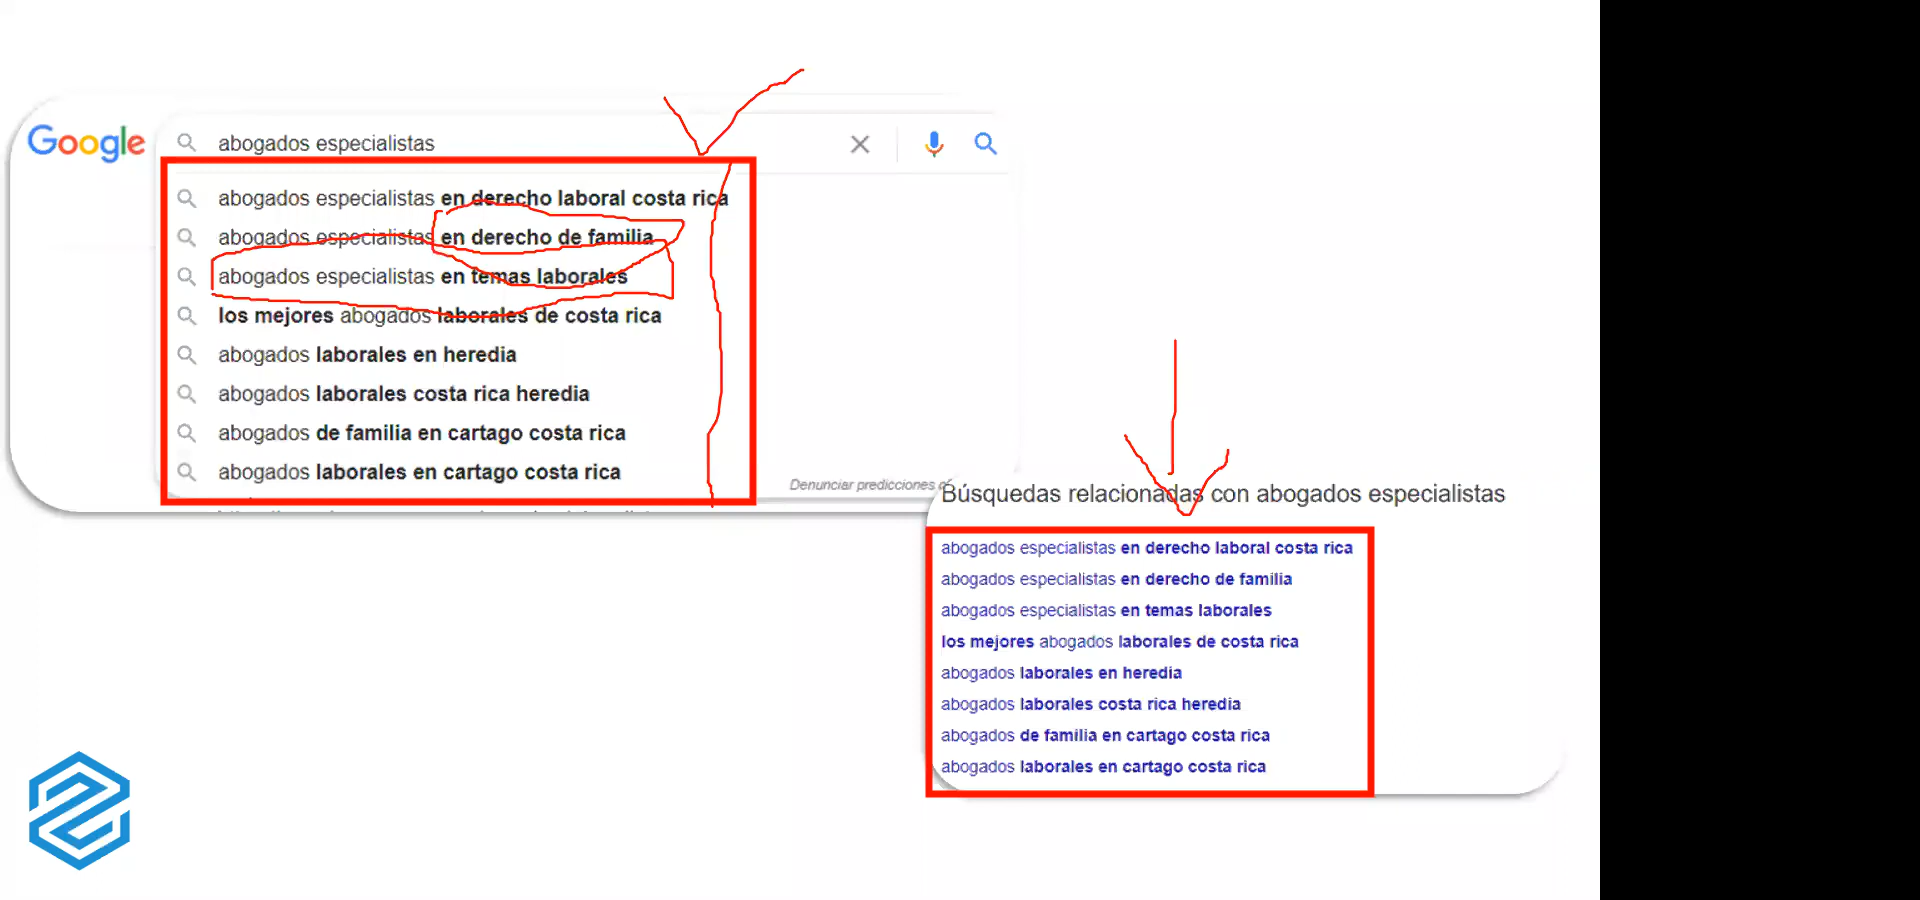 Google
abogados especialistas
abogados especialistas en derecho laboral costa rica
abogados especialistas en derecho de familia
abogados especialistas en temas laborales
los mejores abogados laborales de costa rica
abogados laborales en heredia
abogados laborales costa rica heredia
abogados de familia en cartago costa rica
abogados laborales en cartago costa rica
Denunciar predicciones
Búsquedas relacionadas con abogados especialistas
abogados especialistas en derecho laboral costa rica
abogados especialistas en derecho de familia
abogados especialistas en temas laborales
los mejores abogados laborales de costa rica
abogados laborales en heredia
abogados laborales costa rica heredia
abogados de familia en cartago costa rica
abogados laborales en cartago costa rica